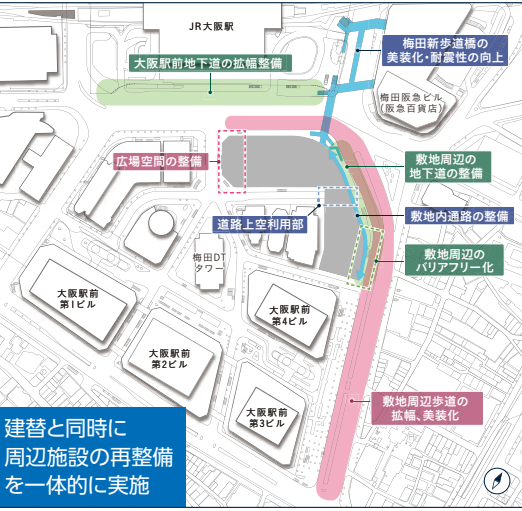 JR大阪駅
梅田新歩道橋の
美装化・耐震性の向上
大阪駅前地下道の拡幅整備
梅田阪急ビル
(阪急百貨店)
広場空間の整備
敷地周辺の
地下道の整備
道路上空利用部
敷地内通路の整備
梅田DT
タワー
敷地周辺の
バリアフリー化
大阪駅前
第1ビル
大阪駅前
第4ビル
大阪駅前
第2ビル
大阪駅前
第3ビル
敷地周辺歩道の
拡幅、美装化
建替と同時に
周辺施設の再整備
を一体的に実施